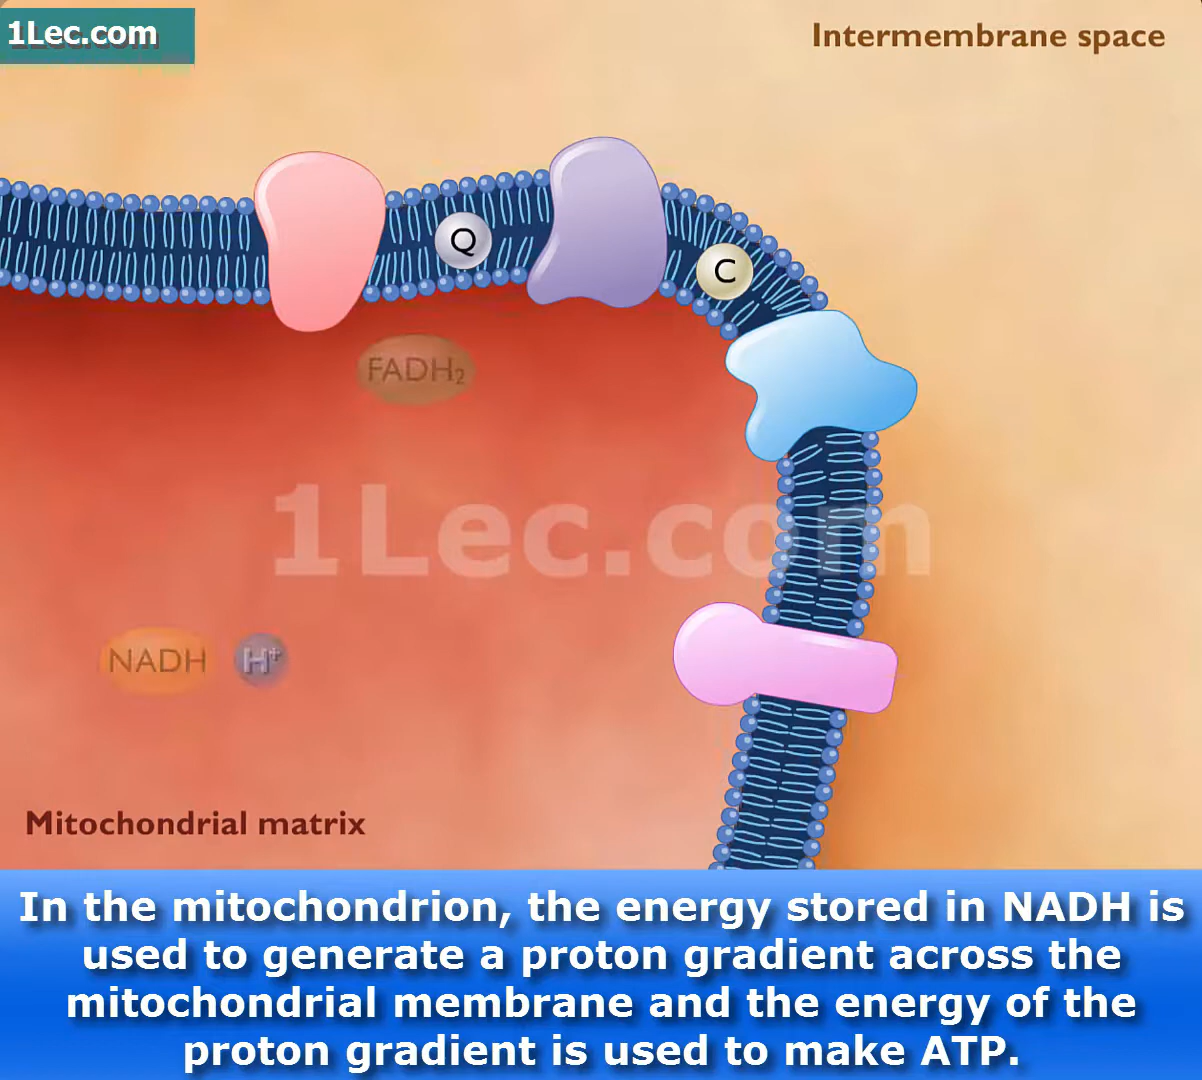 1Lec.com
Intermembrane space
Q
C
FADH₂
1Lec.com
NADH H⁺
Mitochondrial matrix
In the mitochondrion, the energy stored in NADH is
used to generate a proton gradient across the
mitochondrial membrane and the energy of the
proton gradient is used to make ATP.